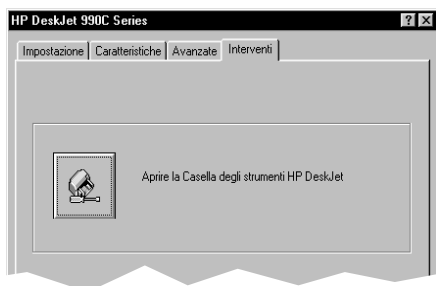 HP DeskJet 990C Series
Impostazione Caratteristiche Avanzate Interventi
Aprire la Casella degli strumenti HP DeskJet